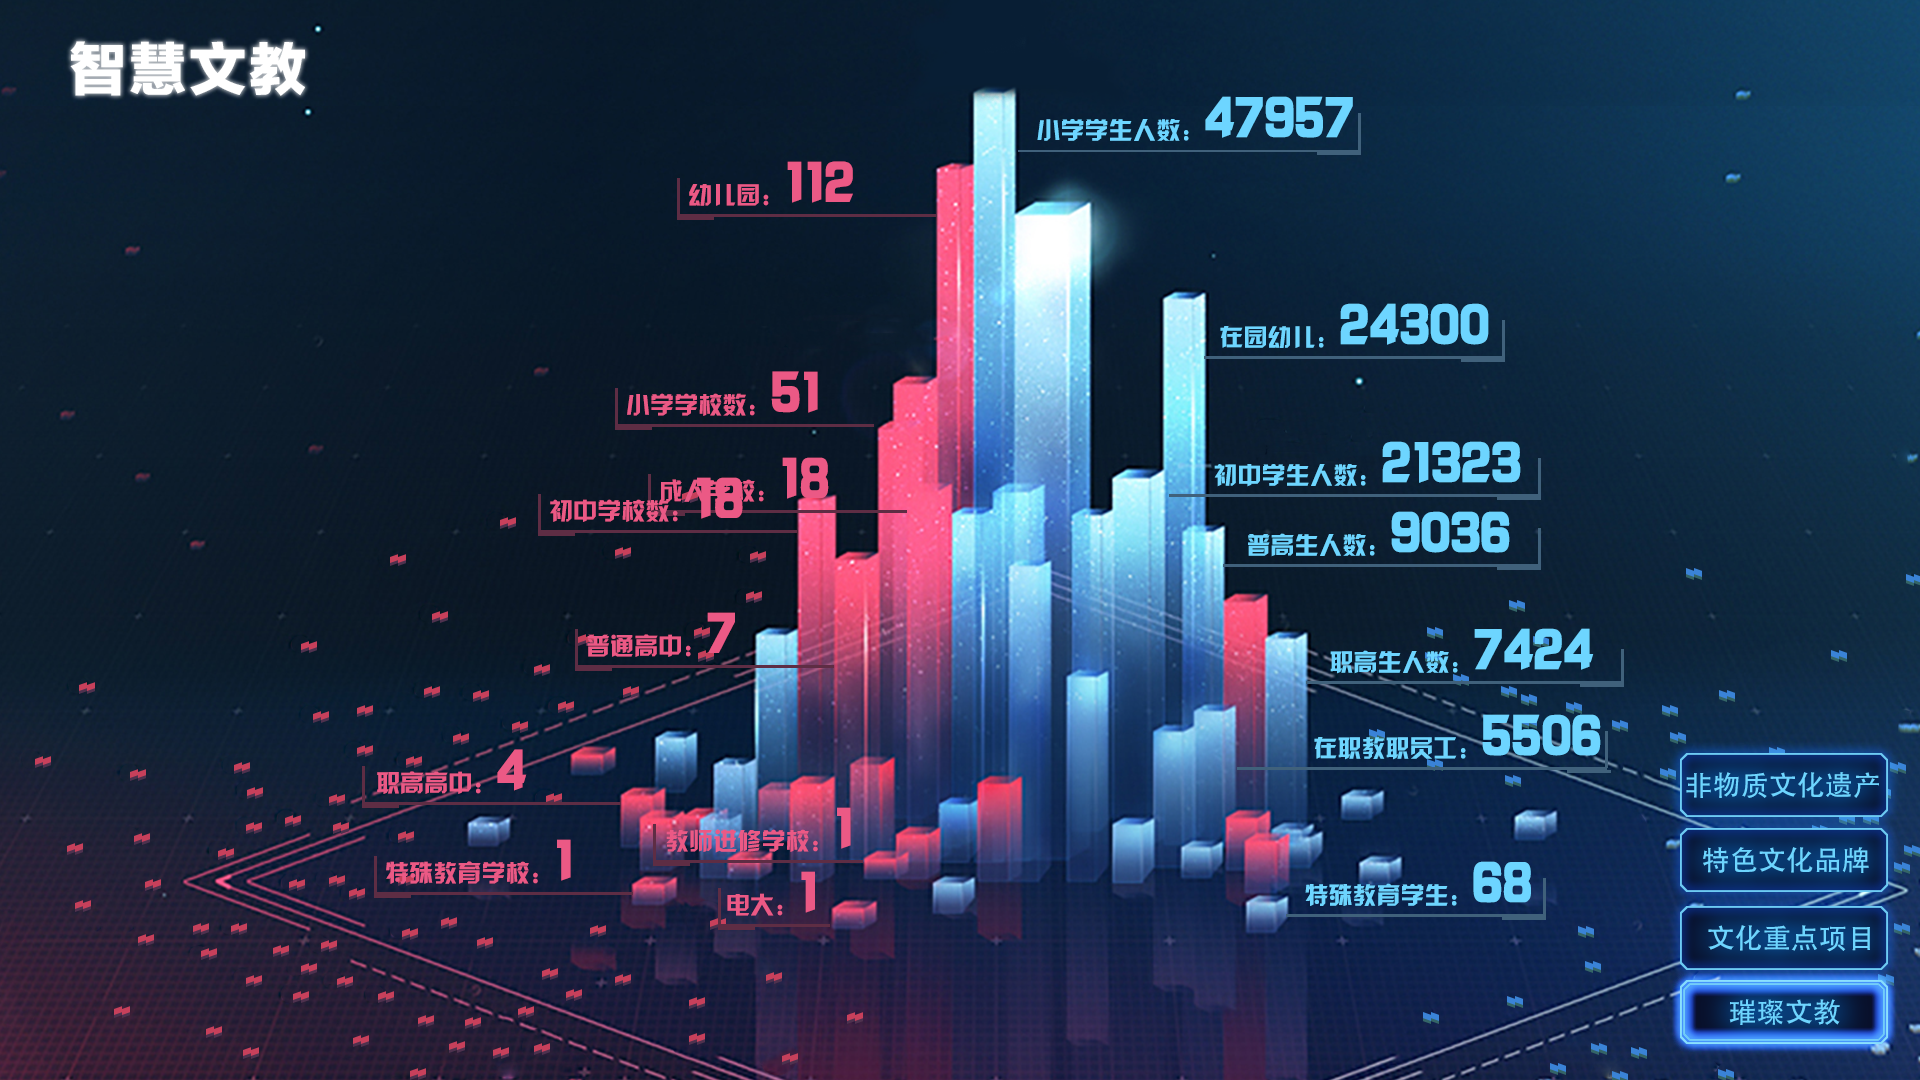 智慧文教
小学学生人数：47957
幼儿园：112
在园幼儿：24300
小学学校数：51
初中学生人数：21323
成人学校：18
初中学校数：18
普高生人数：9036
普通高中：7
职高生人数：7424
在职教职员工：5506
职高高中：4
教师进修学校：1
特殊教育学校：1
特殊教育学生：68
电大：1
非物质文化遗产
特色文化品牌
文化重点项目
璀璨文教